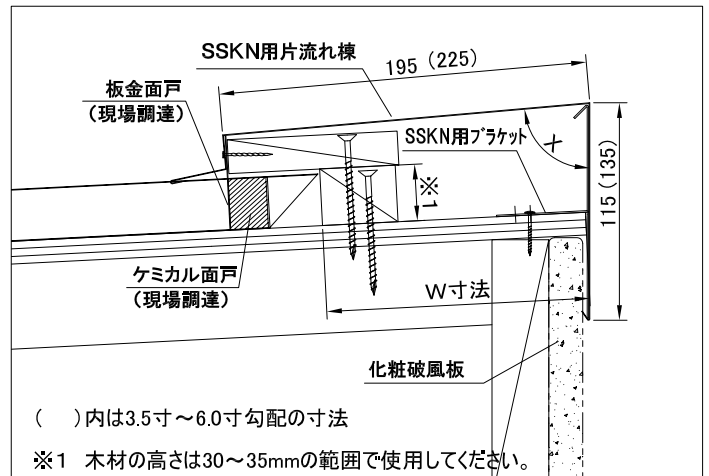 SSKN用片流れ棟
195（225）
板金面戸
（現場調達）
SSKN用ブラケット
X
※1
115（135）
ケミカル面戸
（現場調達）
W寸法
化粧破風板
（　）内は3.5寸～6.0寸勾配の寸法
※1　木材の高さは30～35mmの範囲で使用してください。